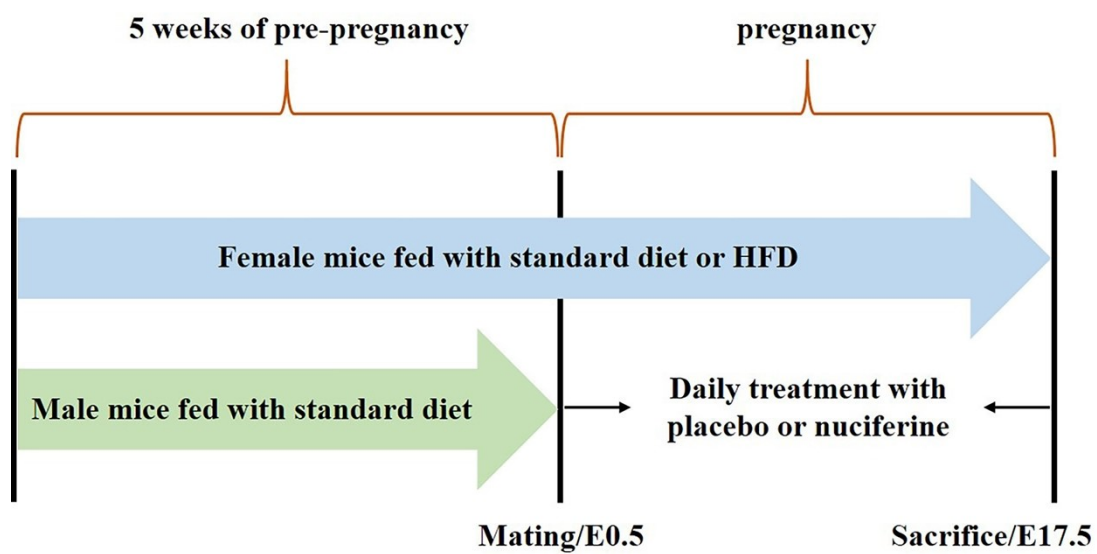 5 weeks of pre-pregnancy
pregnancy
Female mice fed with standard diet or HFD
Male mice fed with standard diet
Daily treatment with
placebo or nuciferine
Mating/E0.5
Sacrifice/E17.5